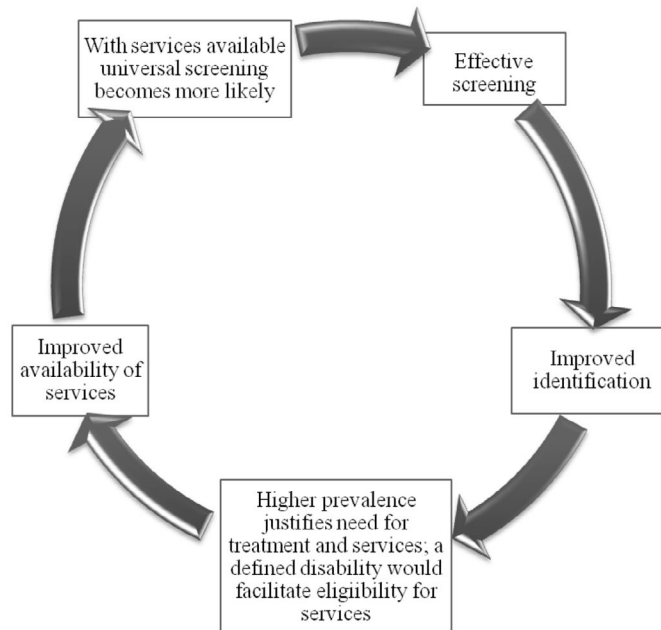 With services available
universal screening
becomes more likely
Effective
screening
Improved
identification
Higher prevalence
justifies need for
treatment and services; a
defined disability would
facilitate eligiibility for
services
Improved
availability of
services